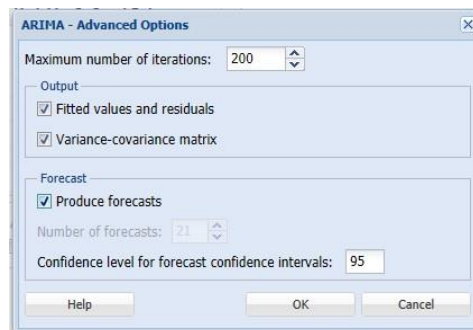 ARIMA - Advanced Options
Maximum number of iterations: 200
Output
Fitted values and residuals
Variance-covariance matrix
Forecast
Produce forecasts
Number of forecasts: 21
Confidence level for forecast confidence intervals: 95
Help OK Cancel